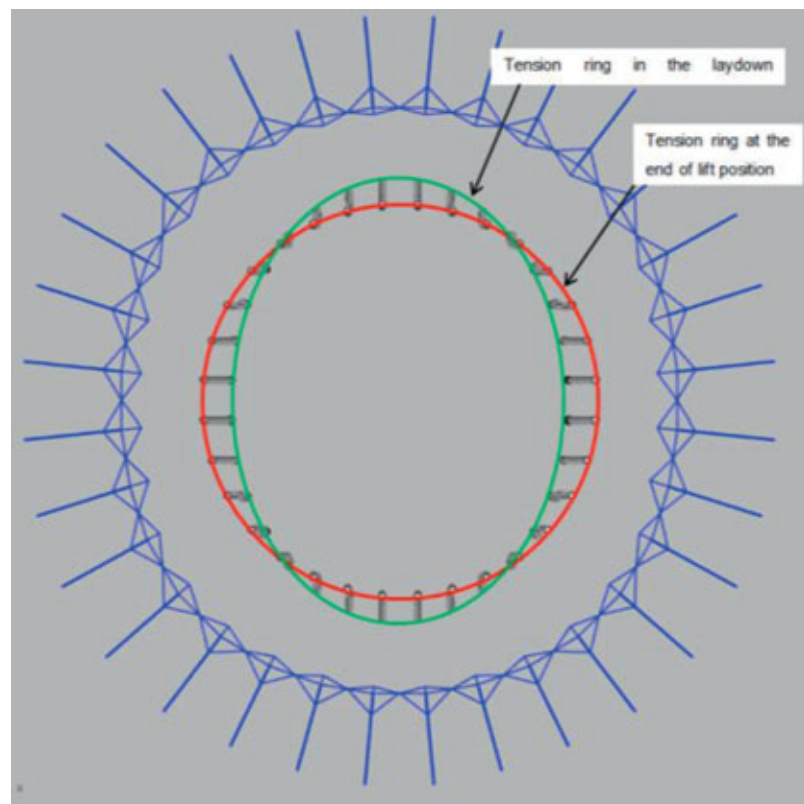 Tension ring in the laydown
Tension ring at the
end of lift position